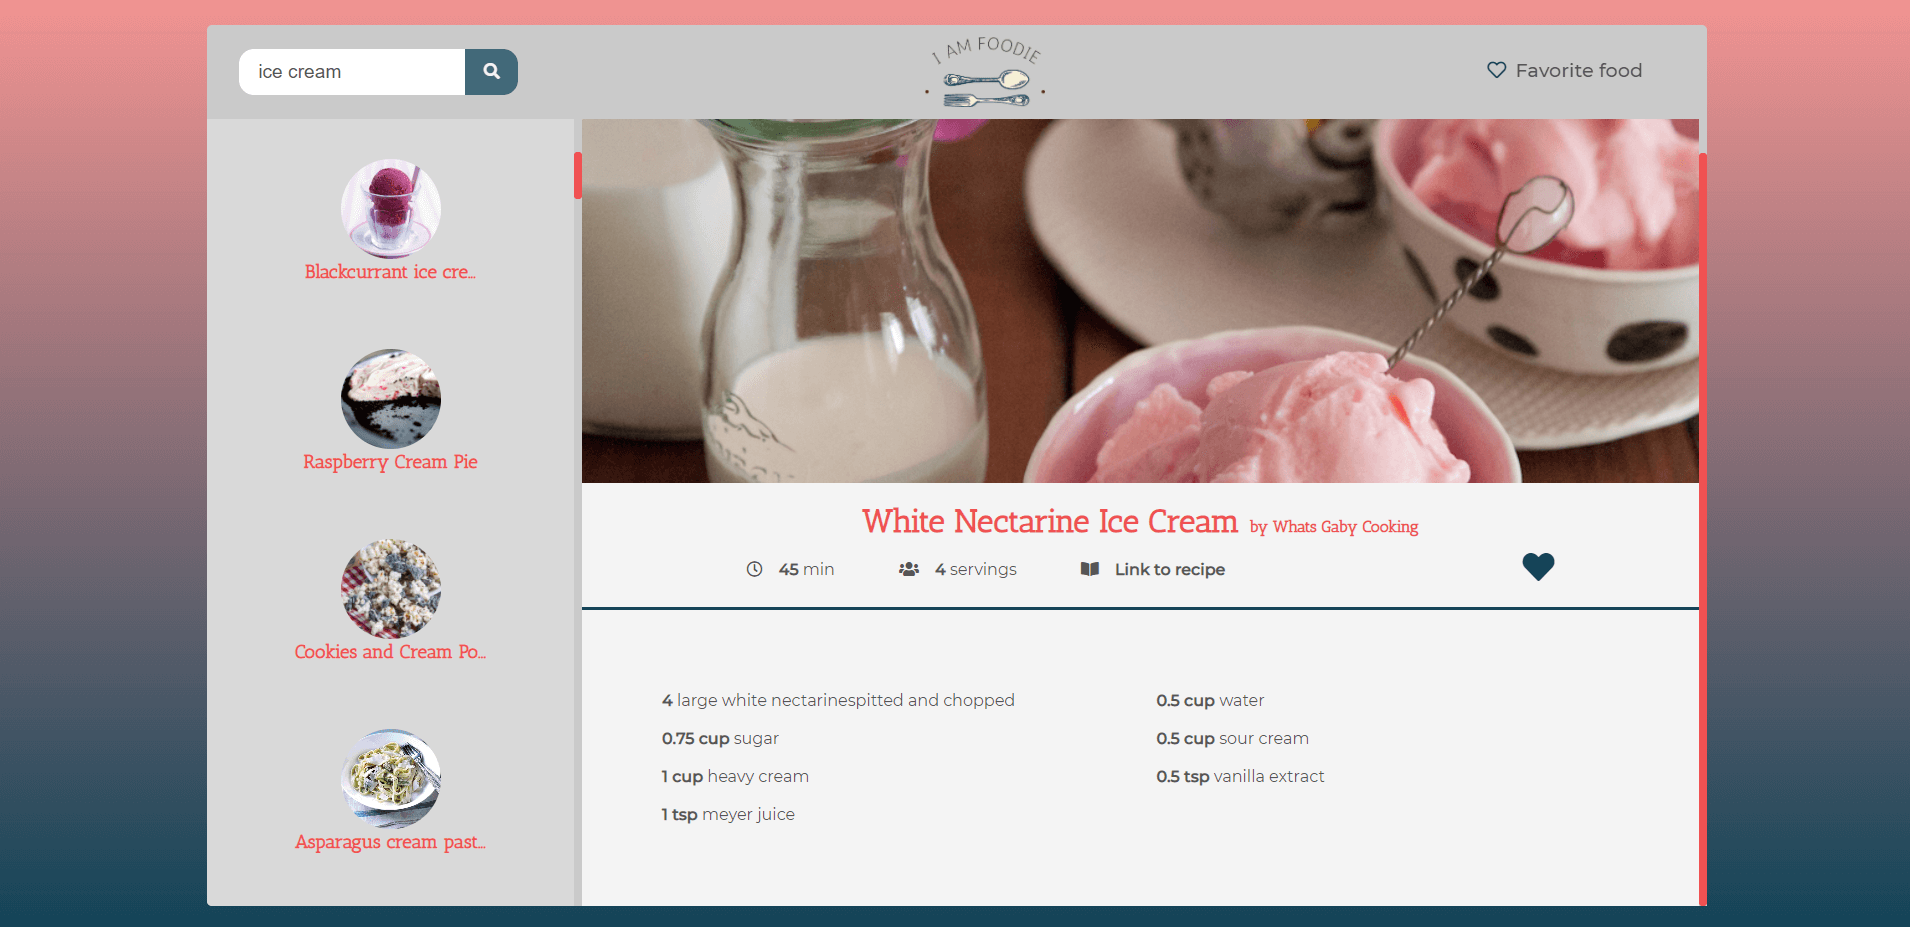 ice cream
I AM FOODIE
Favorite food
Blackcurrant ice cre...
Raspberry Cream Pie
Cookies and Cream Po...
Asparagus cream past...
White Nectarine Ice Cream by Whats Gaby Cooking
45 min
4 servings
Link to recipe
4 large white nectarinespitted and chopped
0.75 cup sugar
1 cup heavy cream
1 tsp meyer juice
0.5 cup water
0.5 cup sour cream
0.5 tsp vanilla extract